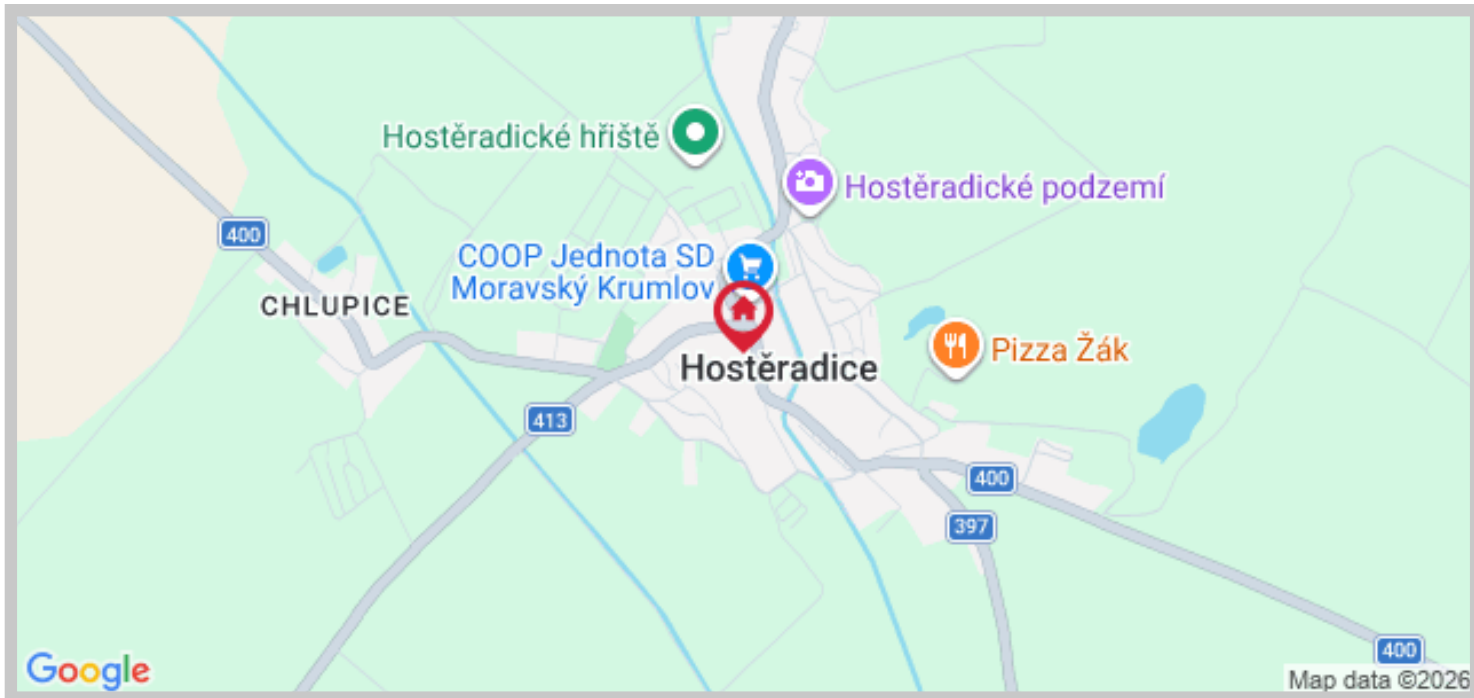 Hostěradické hřiště
Hostěradické podzemí
400
COOP Jednota SD
Moravský Krumlov
CHLUPICE
Pizza Žák
Hostěradice
413
400
397
400
Google
Map data ©2026